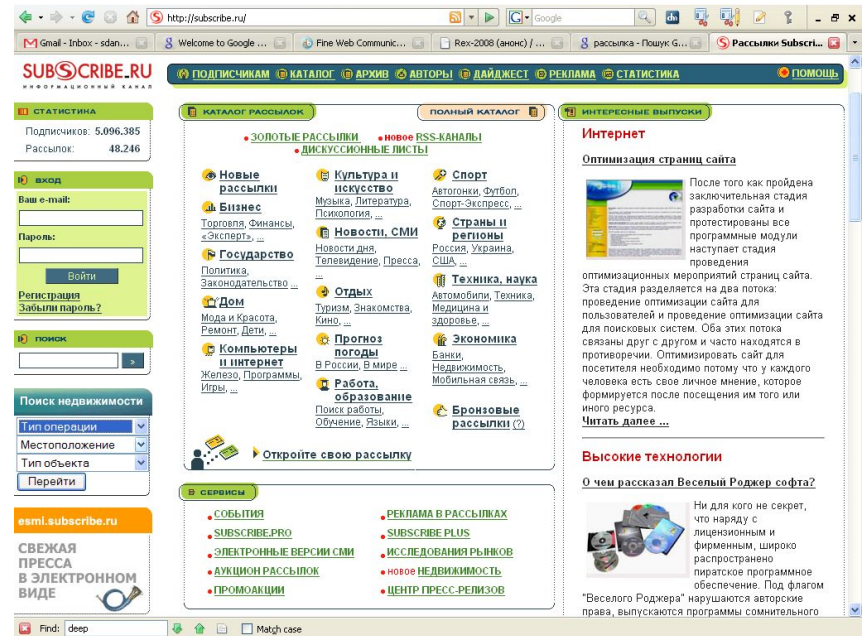 http://subscribe.ru/
Google
Gmail - Inbox - sdan...
Welcome to Google ...
Fine Web Communic...
Rex-2008 (анонс) / ...
рассылка - Пошук G...
Рассылки Subscri...
SUBSCRIBE.RU
ИНФОРМАЦИОННЫЙ КАНАЛ
ПОДПИСЧИКАМ КАТАЛОГ АРХИВ АВТОРЫ ДАЙДЖЕСТ РЕКЛАМА СТАТИСТИКА ПОМОЩЬ
СТАТИСТИКА
Подписчиков: 5.096.385
Рассылок: 48.246
ВХОД
Ваш e-mail:
Пароль:
Войти
Регистрация
Забыли пароль?
ПОИСК
»
Поиск недвижимости
Тип операции
Местоположение
Тип объекта
Перейти
esmi.subscribe.ru
СВЕЖАЯ
ПРЕССА
В ЭЛЕКТРОННОМ
ВИДЕ
КАТАЛОГ РАССЫЛОК
ПОЛНЫЙ КАТАЛОГ
ЗОЛОТЫЕ РАССЫЛКИ новое RSS-КАНАЛЫ
ДИСКУССИОННЫЕ ЛИСТЫ
Новые
рассылки
Бизнес
Торговля, Финансы,
«Эксперт», ...
Государство
Политика,
Законодательство ...
Дом
Мода и Красота,
Ремонт, Дети, ...
Компьютеры
и интернет
Железо, Программы,
Игры, ...
Культура и
искусство
Музыка, Литература,
Психология, ...
Новости, СМИ
Новости дня,
Телевидение, Пресса,
...
Отдых
Туризм, Знакомства,
Кино, ...
Прогноз
погоды
В России, В мире ...
Работа,
образование
Поиск работы,
Обучение, Языки, ...
Спорт
Автогонки, Футбол,
Спорт-Экспресс, ...
Страны и
регионы
Россия, Украина,
США, ...
Техника, наука
Автомобили, Техника,
Медицина и
здоровье, ...
Экономика
Банки,
Недвижимость,
Мобильная связь, ...
Бронзовые
рассылки (?)
Откройте свою рассылку
СЕРВИСЫ
СОБЫТИЯ
SUBSCRIBE.PRO
ЭЛЕКТРОННЫЕ ВЕРСИИ СМИ
АУКЦИОН РАССЫЛОК
ПРОМОАКЦИИ
РЕКЛАМА В РАССЫЛКАХ
SUBSCRIBE PLUS
ИССЛЕДОВАНИЯ РЫНКОВ
новое НЕДВИЖИМОСТЬ
ЦЕНТР ПРЕСС-РЕЛИЗОВ
ИНТЕРЕСНЫЕ ВЫПУСКИ
Интернет
Оптимизация страниц сайта
После того как пройдена
заключительная стадия
разработки сайта и
протестированы все
программные модули
наступает стадия
проведения
оптимизационных мероприятий страниц сайта.
Эта стадия разделяется на два потока:
проведение оптимизации сайта для
пользователей и проведение оптимизации сайта
для поисковых систем. Оба этих потока
связаны друг с другом и часто находятся в
противоречии. Оптимизировать сайт для
посетителя необходимо потому что у каждого
человека есть свое личное мнение, которое
формируется после посещения им того или
иного ресурса.
Читать далее ...
Высокие технологии
О чем рассказал Веселый Роджер софта?
Ни для кого не секрет,
что наряду с
лицензионным и
фирменным, широко
распространено
пиратское программное
обеспечение. Под флагом
"Веселого Роджера" нарушаются авторские
права, выпускаются программы сомнительного
Find: deep
Match case